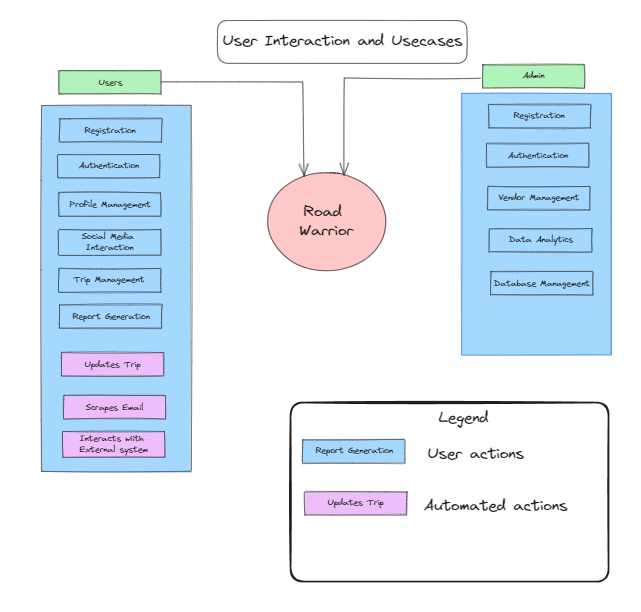 User Interaction and Usecases
Users
Registration
Authentication
Profile Management
Social Media
Interaction
Trip Management
Report Generation
Updates Trip
Scrapes Email
Interacts with
External system
Road
Warrior
Admin
Registration
Authentication
Vendor Management
Data Analytics
Database Management
Legend
Report Generation
User actions
Updates Trip
Automated actions